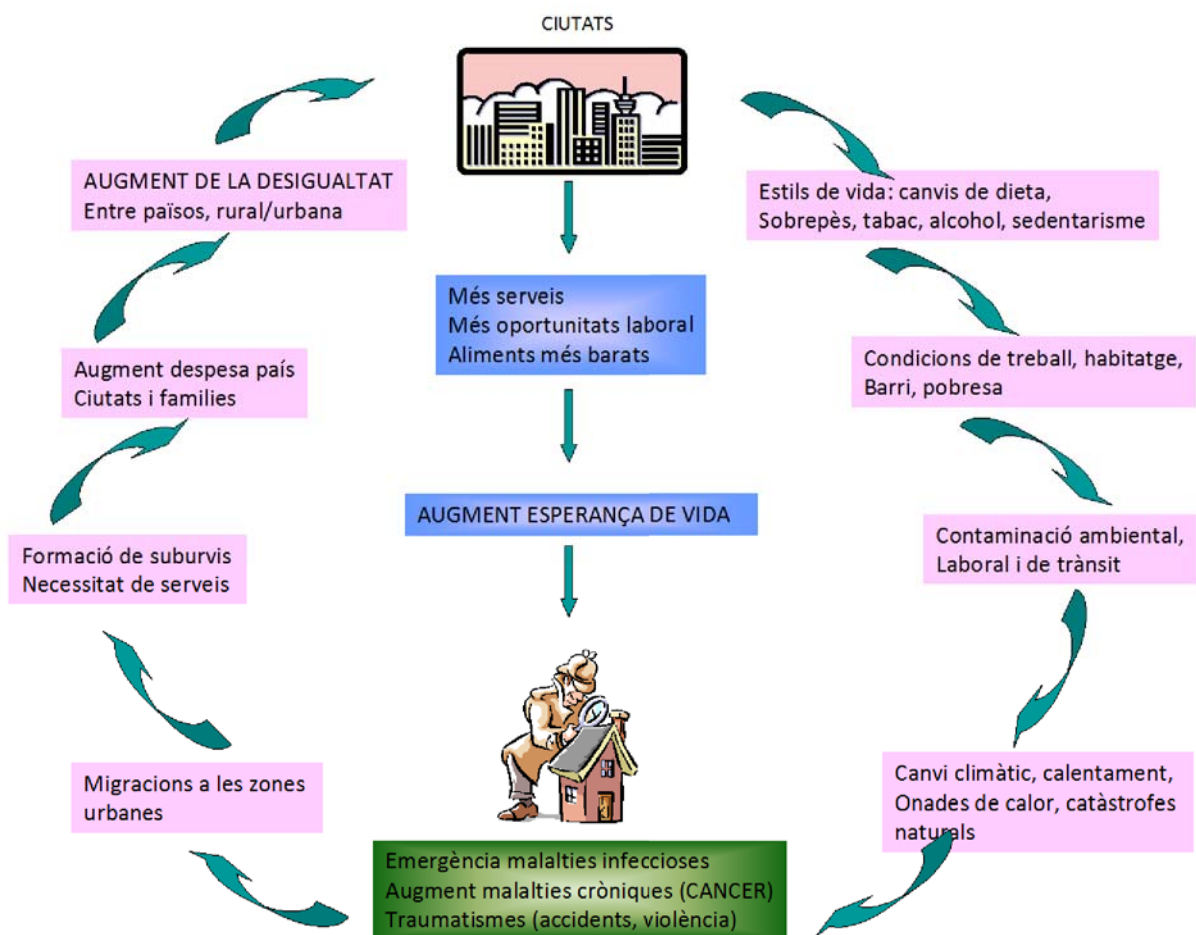 CIUTATS
AUGMENT DE LA DESIGUALTAT
Entre països, rural/urbana
Estils de vida: canvis de dieta,
Sobrepès, tabac, alcohol, sedentarisme
Més serveis
Més oportunitats laboral
Aliments més barats
Augment despesa país
Ciutats i families
Condicions de treball, habitatge,
Barri, pobresa
AUGMENT ESPERANÇA DE VIDA
Formació de suburvis
Necessitat de serveis
Contaminació ambiental,
Laboral i de trànsit
Migracions a les zones
urbanes
Canvi climàtic, calentament,
Onades de calor, catàstrofes
naturals
Emergència malalties infeccioses
Augment malalties cròniques (CANCER)
Traumatismes (accidents, violència)